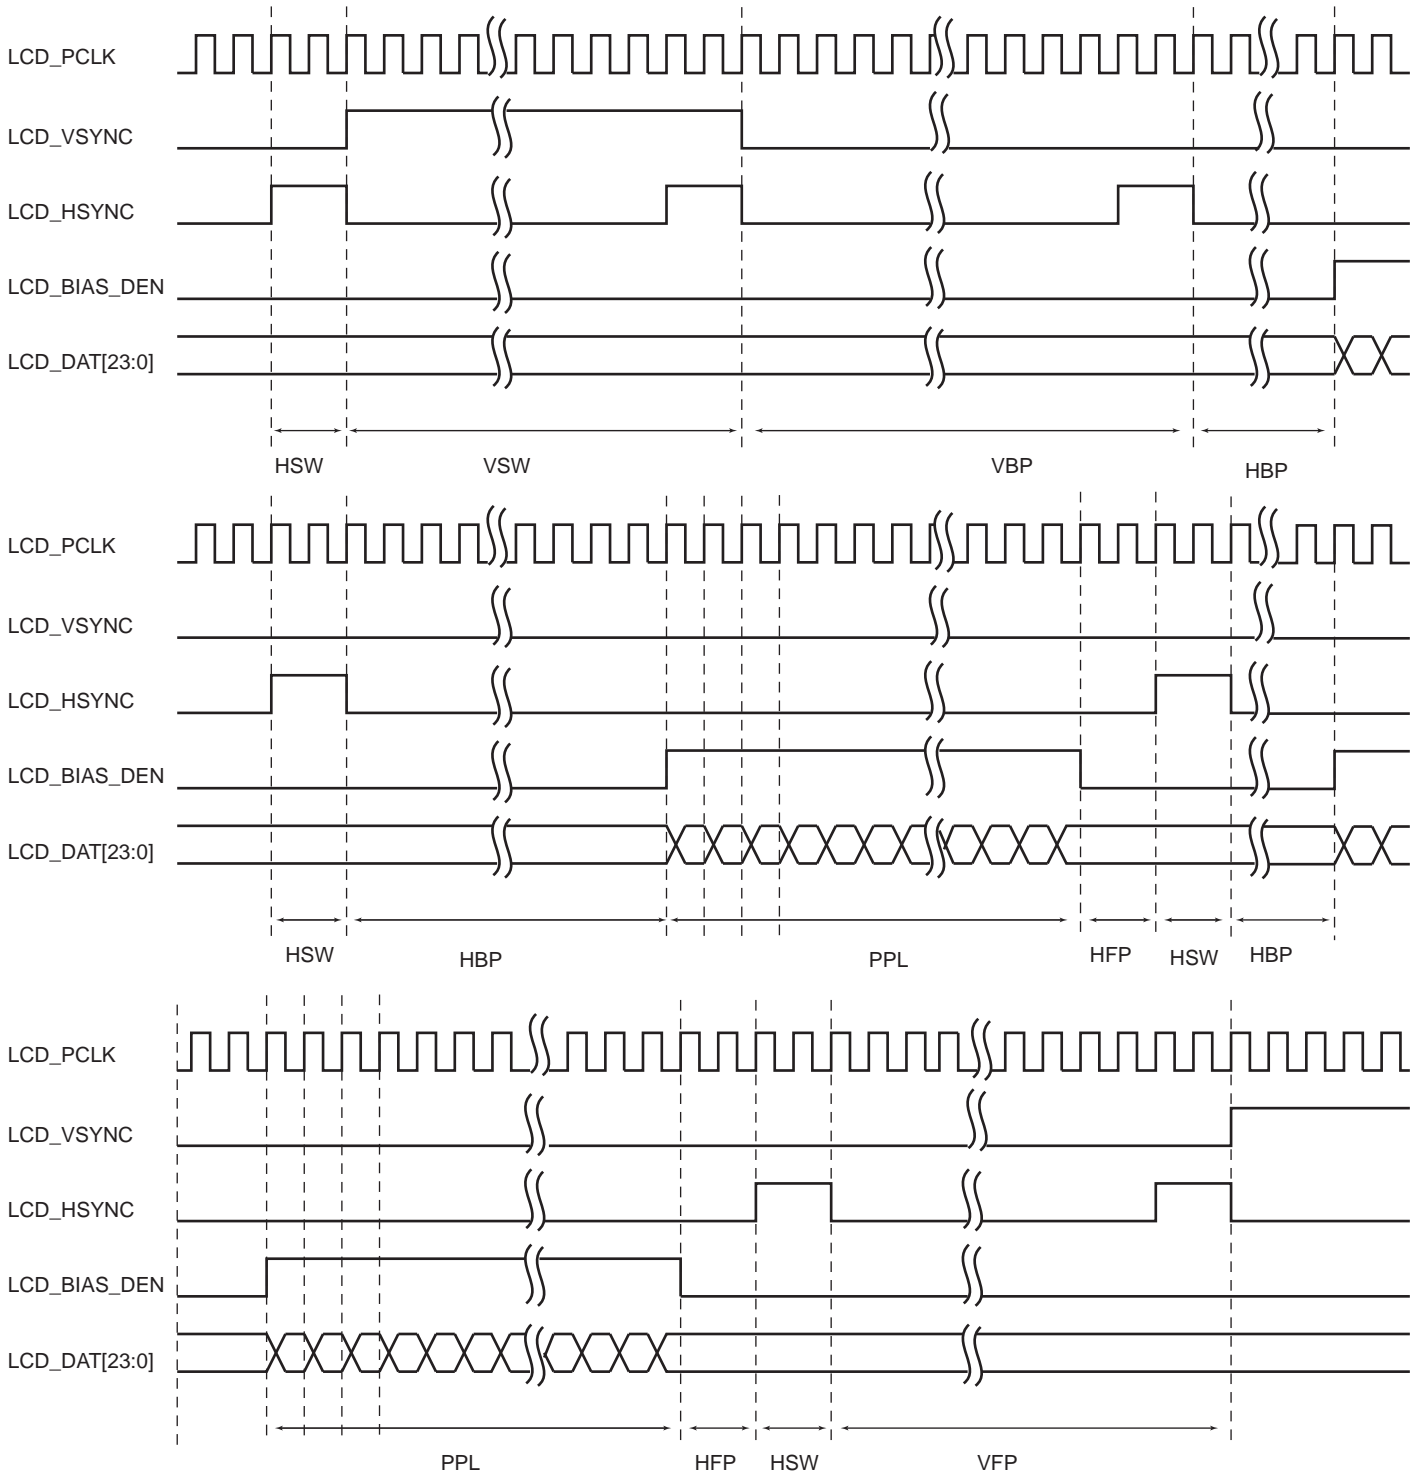 LCD_PCLK
LCD_VSYNC
LCD_HSYNC
LCD_BIAS_DEN
LCD_DAT[23:0]
HSW VSW VBP HBP
LCD_PCLK
LCD_VSYNC
LCD_HSYNC
LCD_BIAS_DEN
LCD_DAT[23:0]
HSW HBP PPL HFP HSW HBP
LCD_PCLK
LCD_VSYNC
LCD_HSYNC
LCD_BIAS_DEN
LCD_DAT[23:0]
PPL HFP HSW VFP